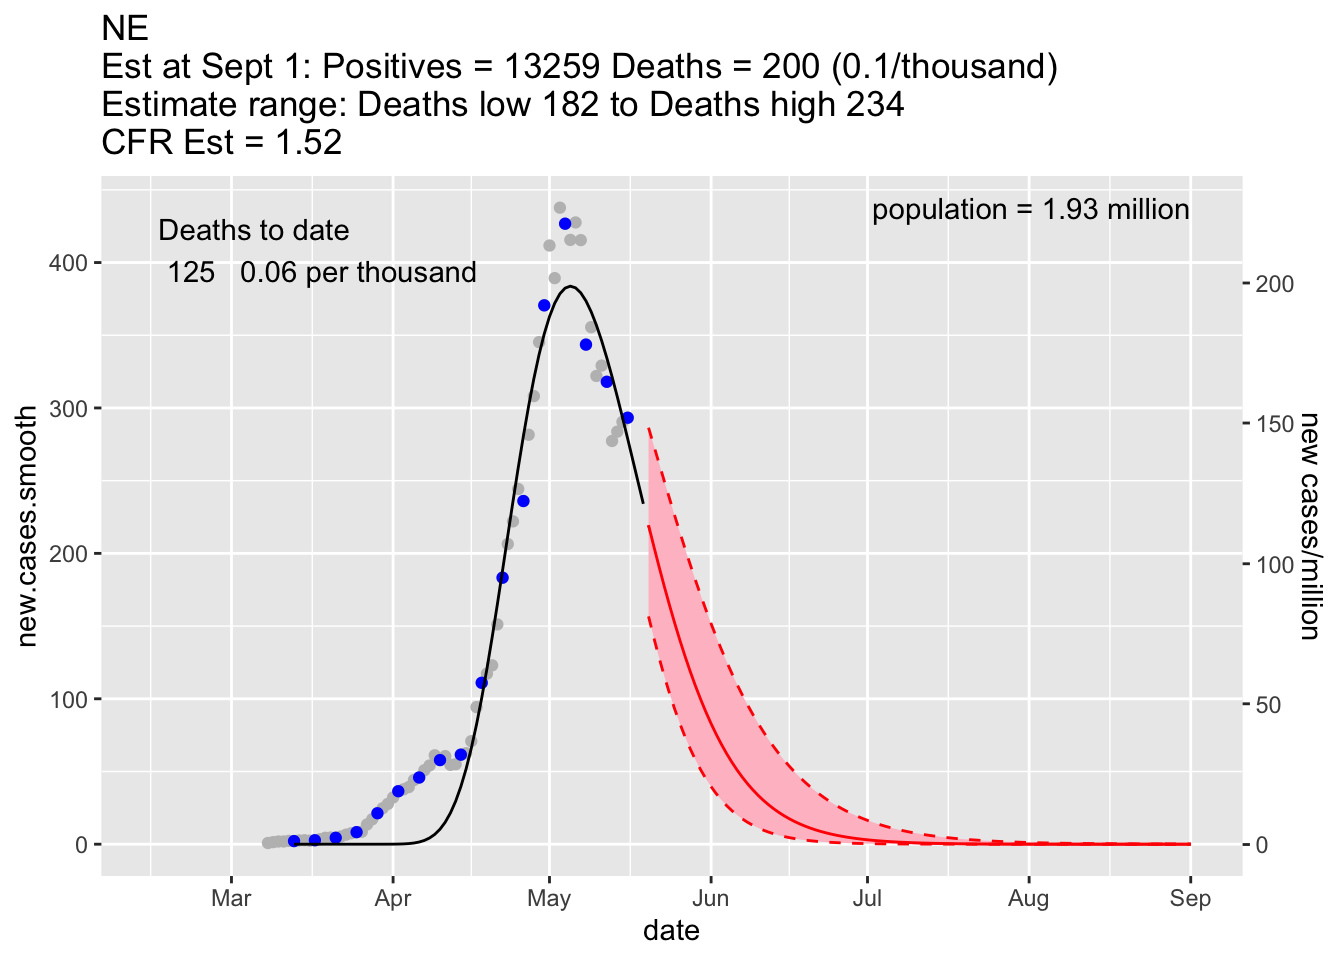 NE
Est at Sept 1: Positives = 13259 Deaths = 200 (0.1/thousand)
Estimate range: Deaths low 182 to Deaths high 234
CFR Est = 1.52
Deaths to date
125 0.06 per thousand
population = 1.93 million
400
300
200
100
0
new.cases.smooth
200
150
100
50
0
new cases/million
Mar Apr May Jun Jul Aug Sep
date